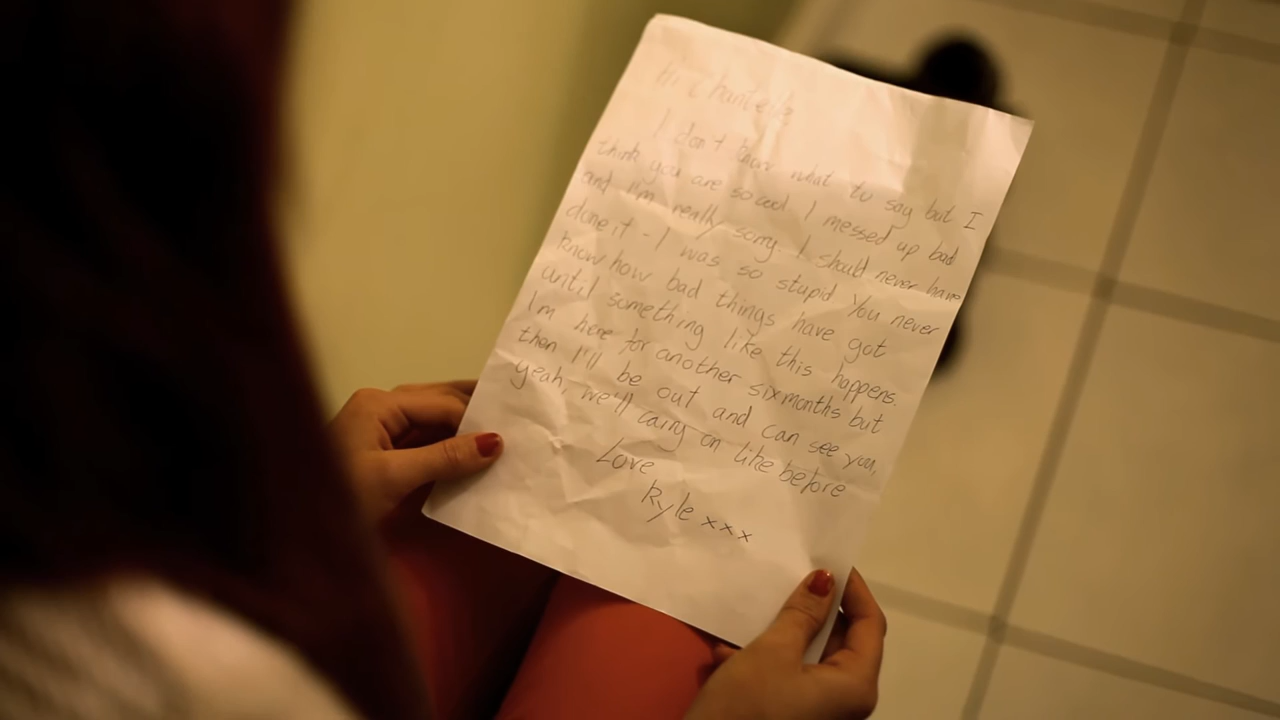 Hi Chantelle
I don't know what to say but I
think you are so cool I messed up bad
and I'm really sorry. I should never have
done it - I was so stupid You never
know how bad things have got
until something like this happens.
I'm here for another six months but
then I'll be out and can see you,
yeah, we'll carry on like before
Love
Kyle xxx